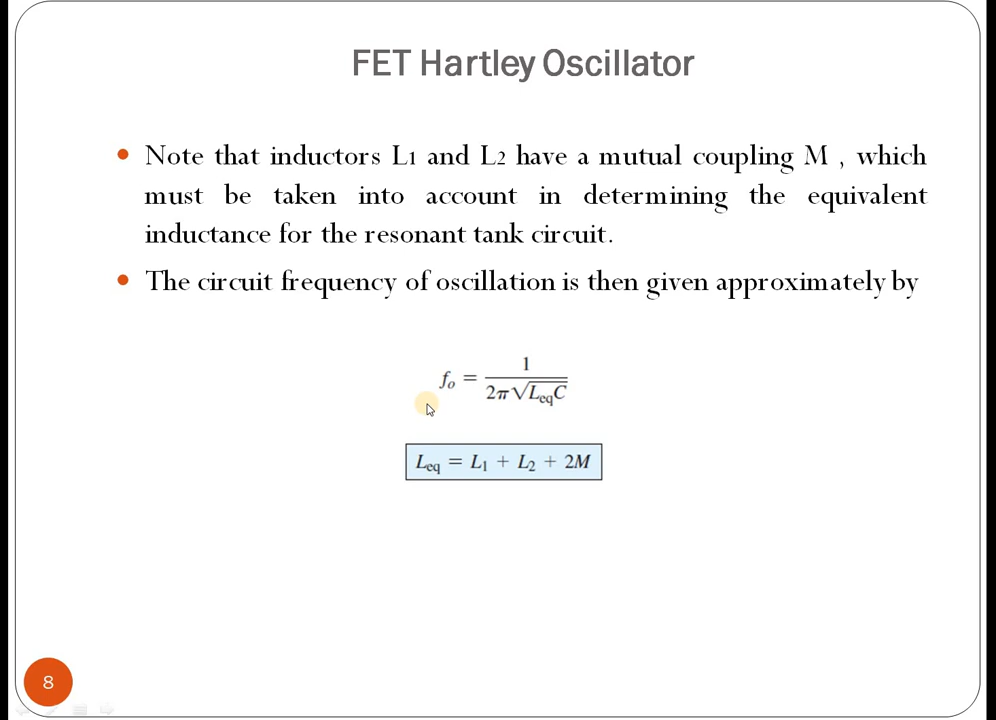 FET Hartley Oscillator
• Note that inductors L1 and L2 have a mutual coupling M , which
must be taken into account in determining the equivalent
inductance for the resonant tank circuit.
• The circuit frequency of oscillation is then given approximately by
fₒ = 1 / 2π√LeqC
Leq = L1 + L2 + 2M
8